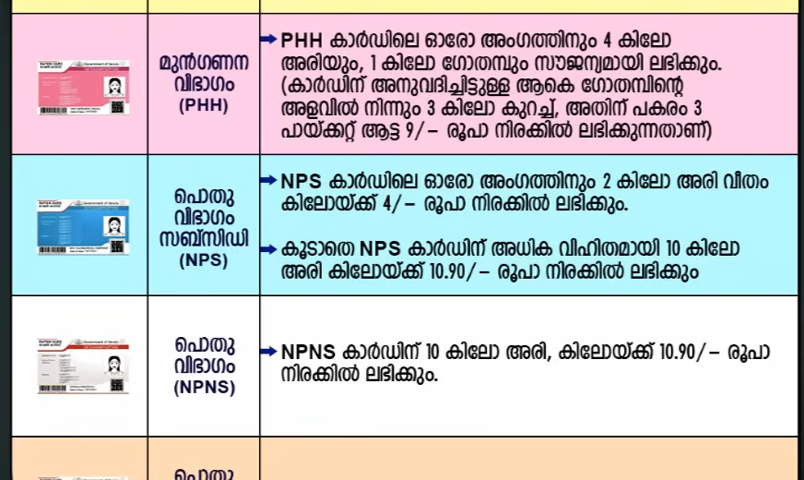 മുൻഗണന
വിഭാഗം
(PHH)
➡ PHH കാർഡിലെ ഓരോ അംഗത്തിനും 4 കിലോ
അരിയും, 1 കിലോ ഗോതമ്പും സൗജന്യമായി ലഭിക്കും.
(കാർഡിന് അനുവദിച്ചിട്ടുള്ള ആകെ ഗോതമ്പിന്റെ
അളവിൽ നിന്നും 3 കിലോ കുറച്ച്, അതിന് പകരം 3
പായ്ക്കറ്റ് ആട്ട 9/– രൂപാ നിരക്കിൽ ലഭിക്കുന്നതാണ്)
പൊതു
വിഭാഗം
സബ്സിഡി
(NPS)
➡ NPS കാർഡിലെ ഓരോ അംഗത്തിനും 2 കിലോ അരി വീതം
കിലോയ്ക്ക് 4/– രൂപാ നിരക്കിൽ ലഭിക്കും.
➡ കൂടാതെ NPS കാർഡിന് അധിക വിഹിതമായി 10 കിലോ
അരി കിലോയ്ക്ക് 10.90/– രൂപാ നിരക്കിൽ ലഭിക്കും
പൊതു
വിഭാഗം
(NPNS)
➡ NPNS കാർഡിന് 10 കിലോ അരി, കിലോയ്ക്ക് 10.90/– രൂപാ
നിരക്കിൽ ലഭിക്കും.
പൊതു